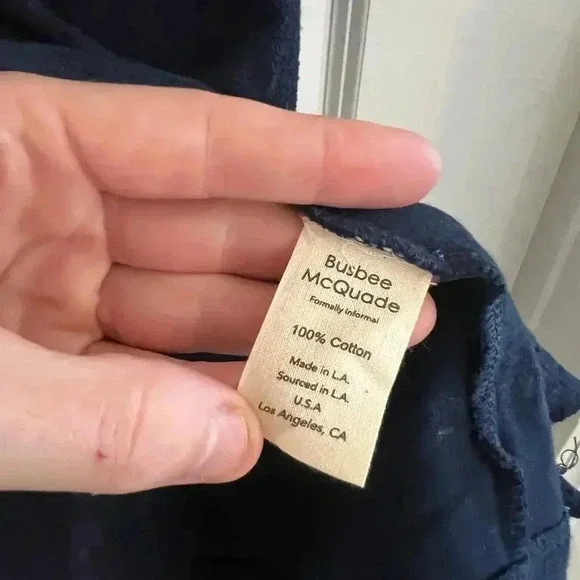 Busbee
McQuade
Formally Informal
100% Cotton
Made in L.A.
Sourced in L.A.
U.S.A
Los Angeles, CA